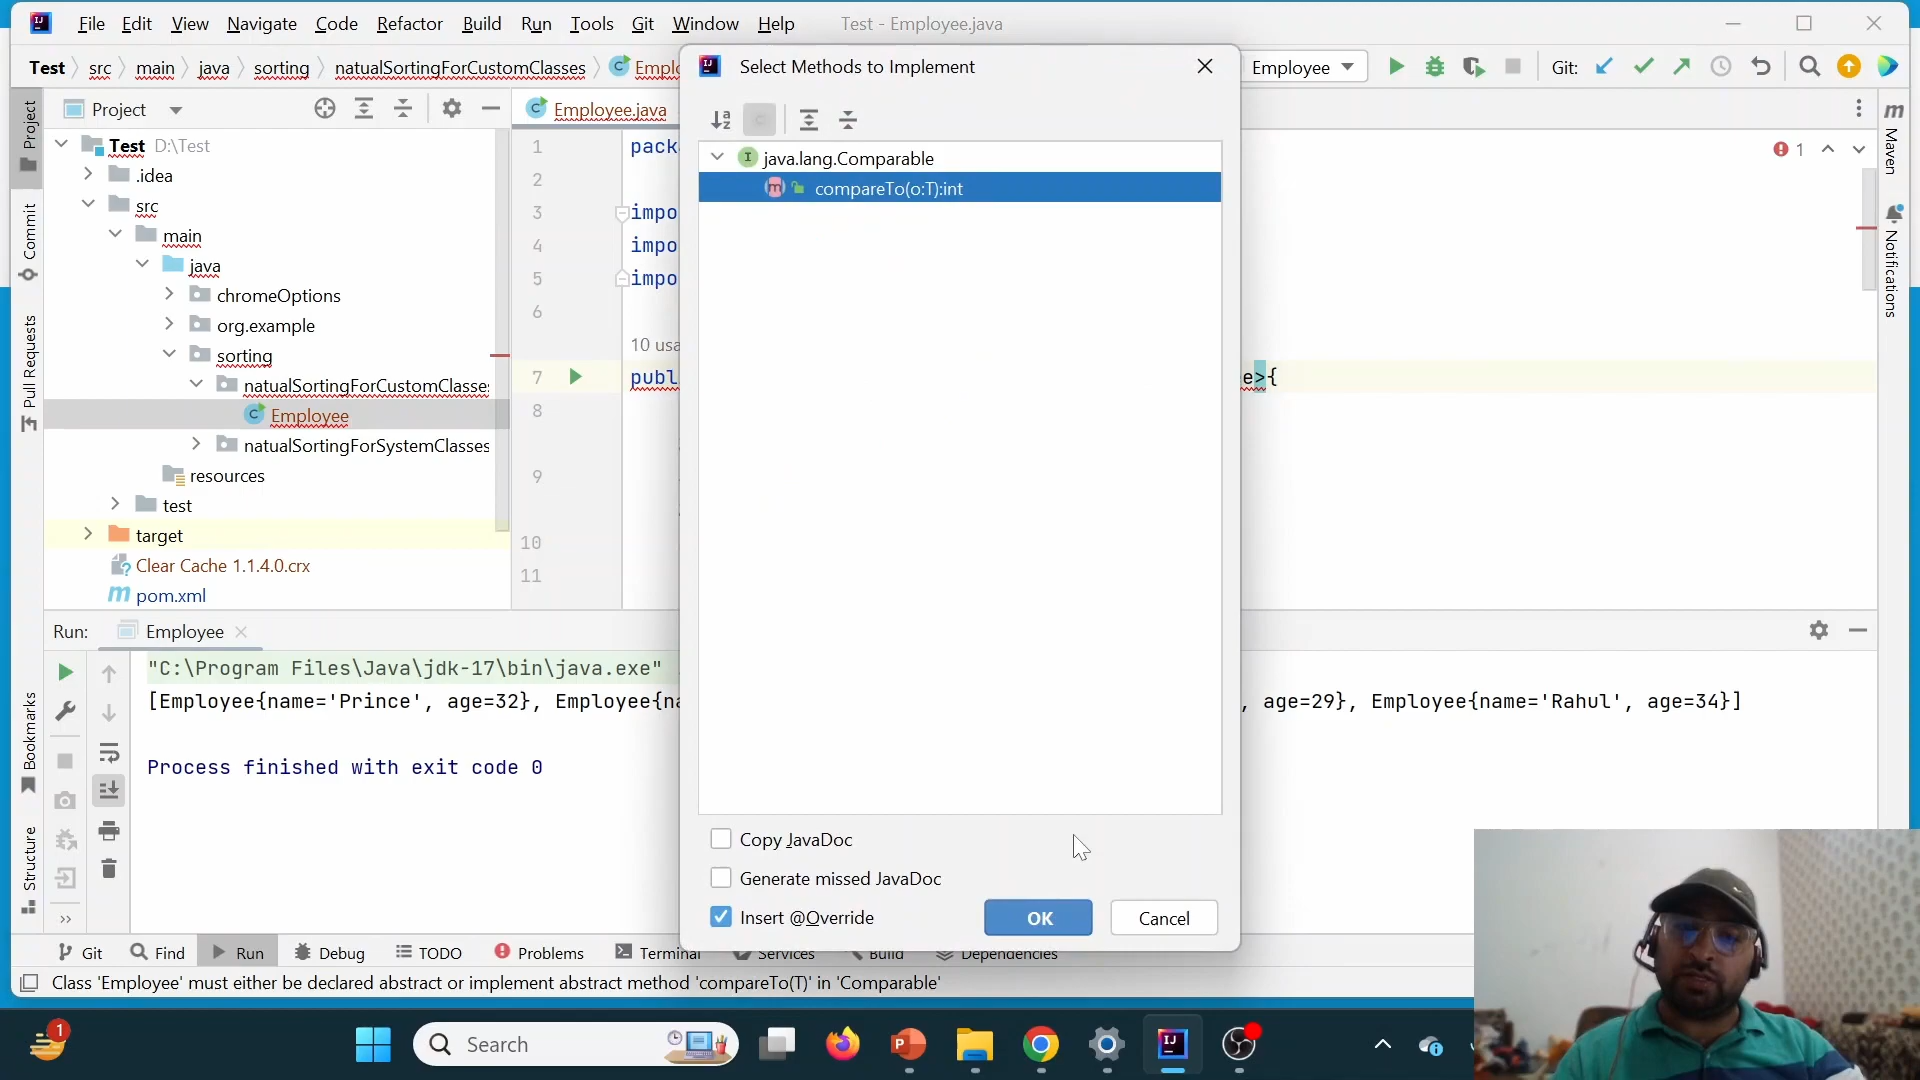 File Edit View Navigate Code Refactor Build Run Tools Git Window Help Test - Employee.java
Test src main java sorting natualSortingForCustomClasses Emplo
Employee Git:
Select Methods to Implement
Project
Employee.java
Test D:\Test
.idea
src
main
java
chromeOptions
org.example
sorting
natualSortingForCustomClasses
Employee
natualSortingForSystemClasses
resources
test
target
Clear Cache 1.1.4.0.crx
pom.xml
Project
Commit
Pull Requests
Bookmarks
Structure
1 pack
2
3 impo
4 impo
5 impo
6
10 usa
7 publ e>{
8
9
10
11
1
java.lang.Comparable
compareTo(o:T):int
Copy JavaDoc
Generate missed JavaDoc
Insert @Override
OK Cancel
m
Maven
Notifications
Run: Employee
"C:\Program Files\Java\jdk-17\bin\java.exe"
[Employee{name='Prince', age=32}, Employee{na , age=29}, Employee{name='Rahul', age=34}]
Process finished with exit code 0
Git Find Run Debug TODO Problems Terminal Services Build Dependencies
Class 'Employee' must either be declared abstract or implement abstract method 'compareTo(T)' in 'Comparable'
1
Search